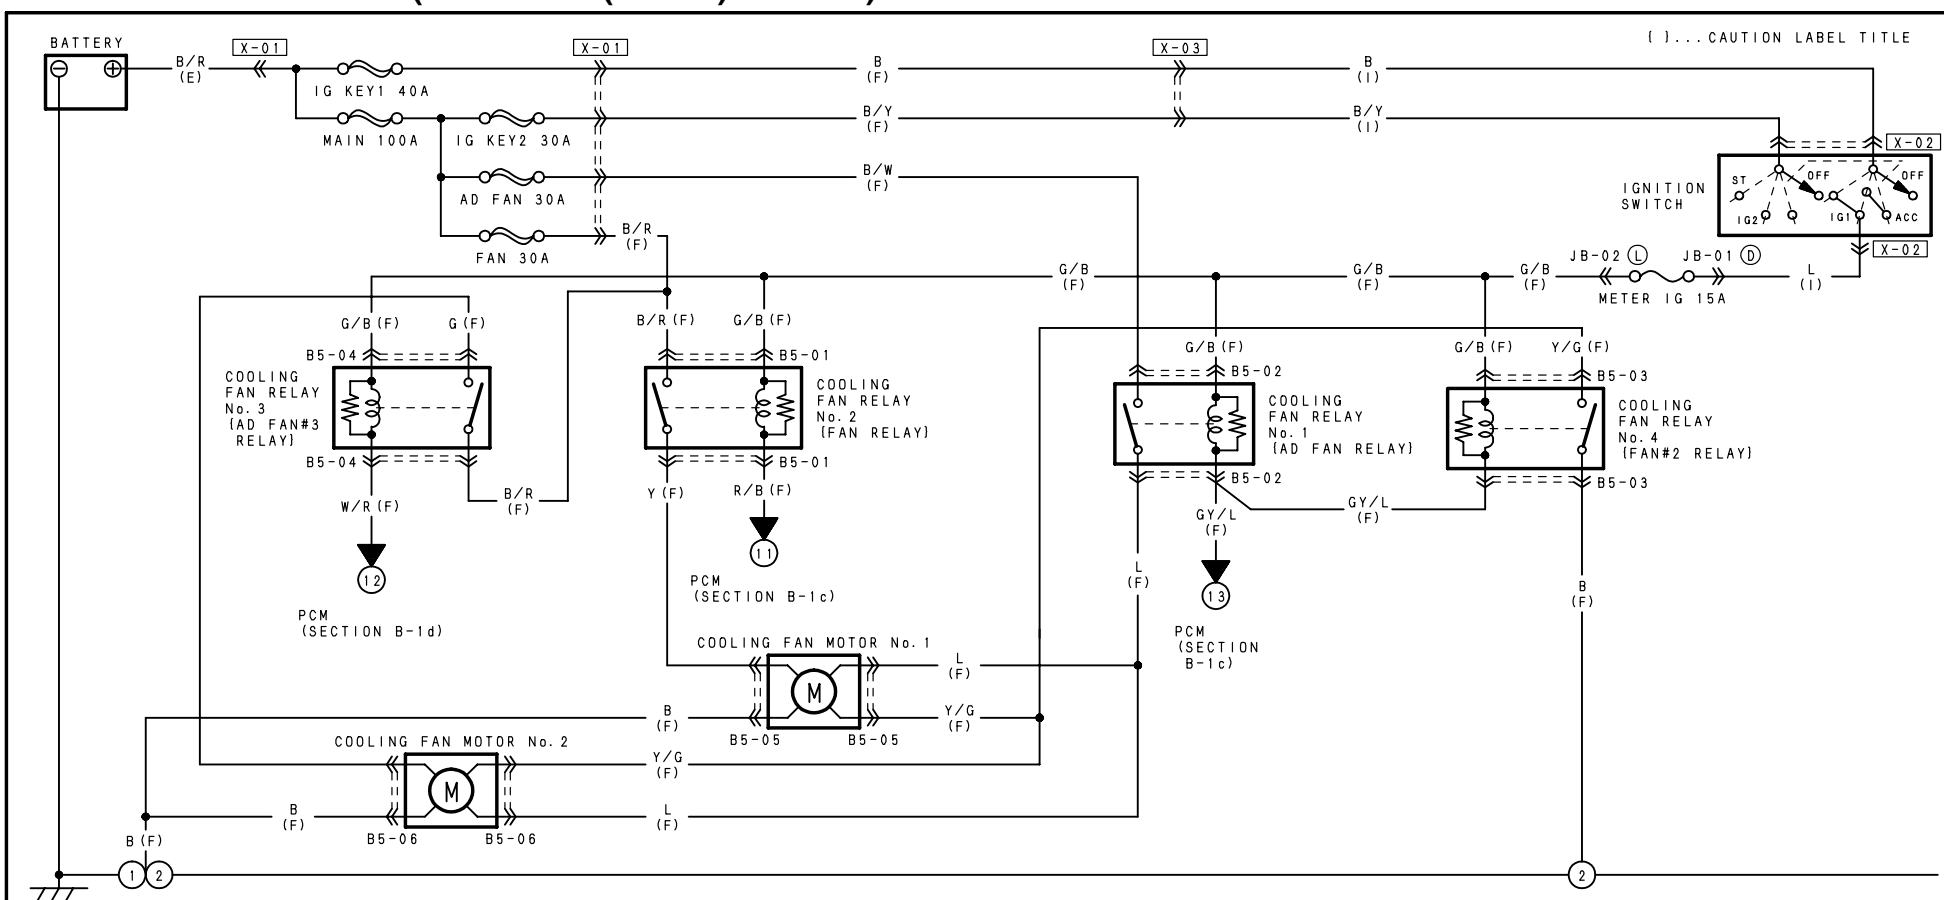 { }...CAUTION LABEL TITLE
BATTERY
X-01
X-01
X-03
B/R
(E)
B
(F)
B
(I)
IG KEY1 40A
B/Y
(F)
B/Y
(I)
MAIN 100A
IG KEY2 30A
X-02
B/W
(F)
AD FAN 30A
IGNITION
SWITCH
ST
OFF
OFF
IG2
IG1
ACC
B/R
(F)
FAN 30A
X-02
JB-02 L
JB-01 D
G/B
(F)
G/B
(F)
G/B
(F)
L
(I)
METER IG 15A
G/B(F)
G(F)
B/R(F)
G/B(F)
G/B(F)
G/B(F)
Y/G(F)
B5-04
B5-01
B5-02
B5-03
COOLING
FAN RELAY
No.3
{AD FAN#3
RELAY}
COOLING
FAN RELAY
No.2
{FAN RELAY}
COOLING
FAN RELAY
No.1
{AD FAN RELAY}
COOLING
FAN RELAY
No.4
{FAN#2 RELAY}
B5-04
B5-01
B5-02
B5-03
W/R(F)
B/R
(F)
Y(F)
R/B(F)
GY/L
(F)
GY/L
(F)
12
11
13
L
(F)
B
(F)
PCM
(SECTION B-1d)
PCM
(SECTION B-1c)
PCM
(SECTION
B-1c)
COOLING FAN MOTOR No.1
M
L
(F)
B
(F)
Y/G
(F)
B5-05
B5-05
COOLING FAN MOTOR No.2
M
Y/G
(F)
B
(F)
L
(F)
B5-06
B5-06
B(F)
1
2
2